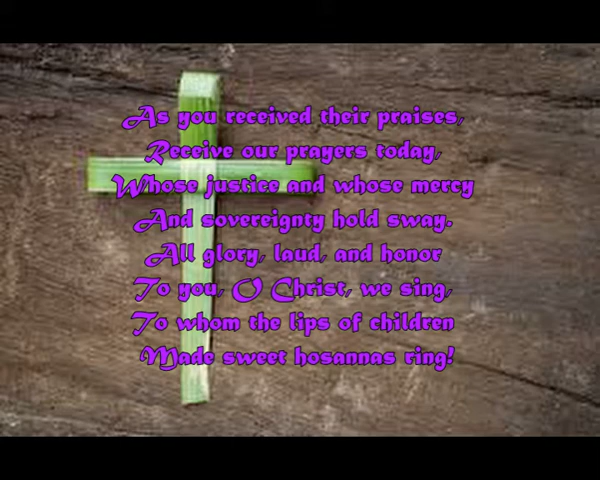 As you received their praises,
Receive our prayers today,
Whose justice and whose mercy
And sovereignty hold sway.
All glory, laud, and honor
To you, O Christ, we sing,
To whom the lips of children
Made sweet hosannas ring!